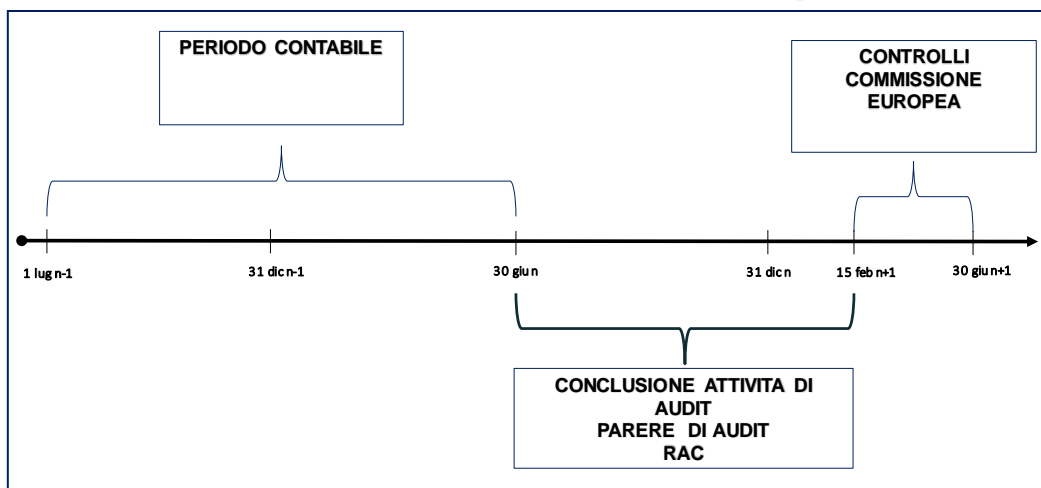 PERIODO CONTABILE
CONTROLLI
COMMISSIONE
EUROPEA
1 lug n-1
31 dic n-1
30 giu n
31 dic n
15 feb n+1
30 giu n+1
CONCLUSIONE ATTIVITA DI
AUDIT
PARERE DI AUDIT
RAC